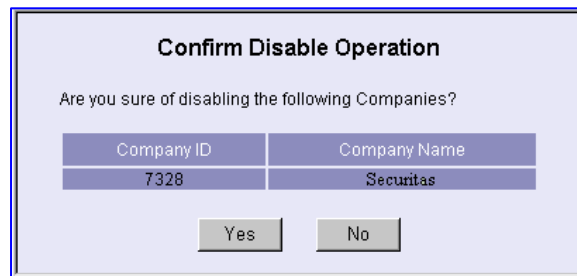 Confirm Disable Operation
Are you sure of disabling the following Companies?
Company ID Company Name
7328 Securitas
Yes No